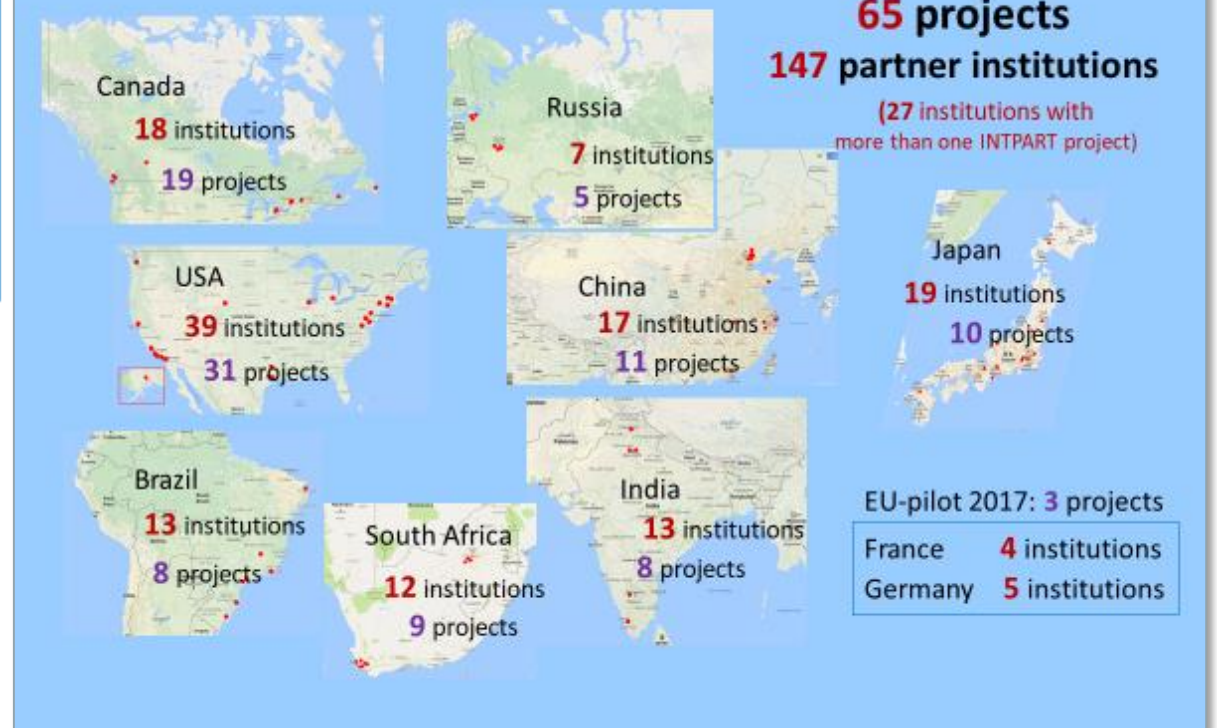 65 projects
147 partner institutions
(27 institutions with
more than one INTPART project)
Canada
18 institutions
19 projects
Russia
7 institutions
5 projects
USA
39 institutions
31 projects
China
17 institutions
11 projects
Japan
19 institutions
10 projects
Brazil
13 institutions
8 projects
South Africa
12 institutions
9 projects
India
13 institutions
8 projects
EU-pilot 2017: 3 projects
France 4 institutions
Germany 5 institutions